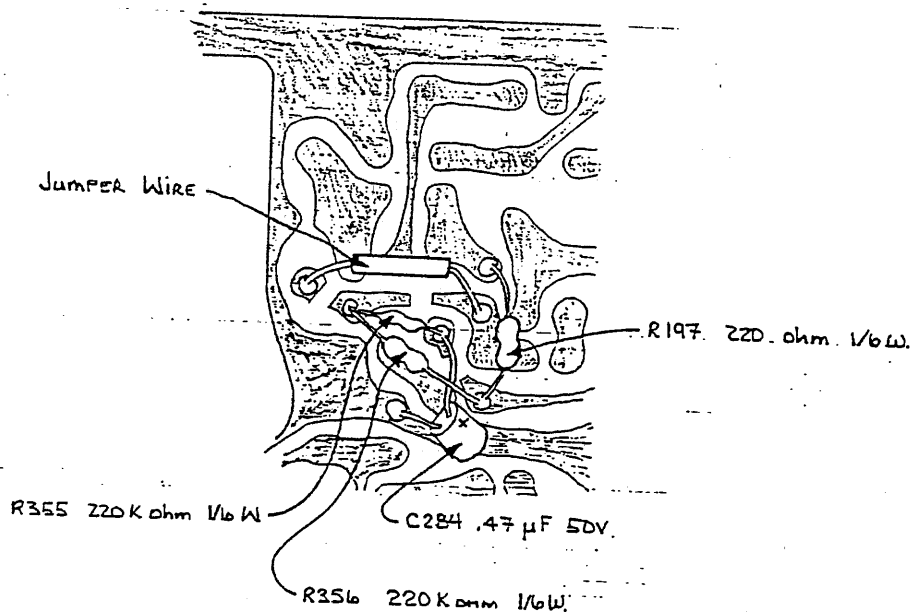 JUMPER WIRE
R197 220 ohm 1/6W.
R355 220K ohm 1/6W
C284 .47 µF 50V.
R356 220K ohm 1/6W.
+